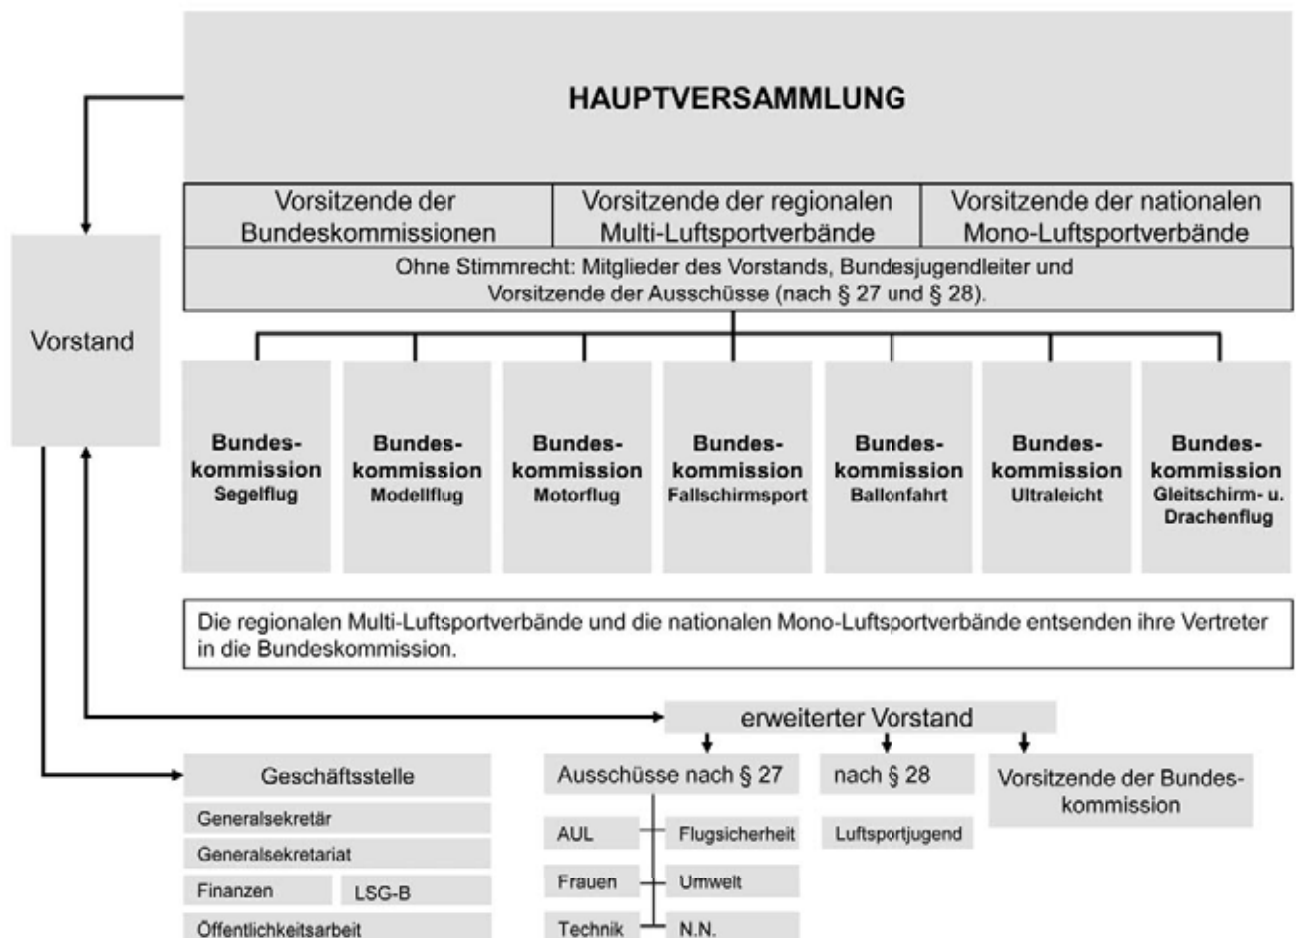 HAUPTVERSAMMLUNG
Vorsitzende der
Bundeskommissionen
Vorsitzende der regionalen
Multi-Luftsportverbände
Vorsitzende der nationalen
Mono-Luftsportverbände
Ohne Stimmrecht: Mitglieder des Vorstands, Bundesjugendleiter und
Vorsitzende der Ausschüsse (nach § 27 und § 28).
Vorstand
Bundes-
kommission
Segelflug
Bundes-
kommission
Modellflug
Bundes-
kommission
Motorflug
Bundes-
kommission
Fallschirmsport
Bundes-
kommission
Ballonfahrt
Bundes-
kommission
Ultraleicht
Bundes-
kommission
Gleitschirm- u.
Drachenflug
Die regionalen Multi-Luftsportverbände und die nationalen Mono-Luftsportverbände entsenden ihre Vertreter
in die Bundeskommission.
erweiterter Vorstand
Geschäftsstelle
Generalsekretär
Generalsekretariat
Finanzen
LSG-B
Öffentlichkeitsarbeit
Ausschüsse nach § 27
AUL
Flugsicherheit
Frauen
Umwelt
Technik
N.N.
nach § 28
Luftsportjugend
Vorsitzende der Bundes-
kommission